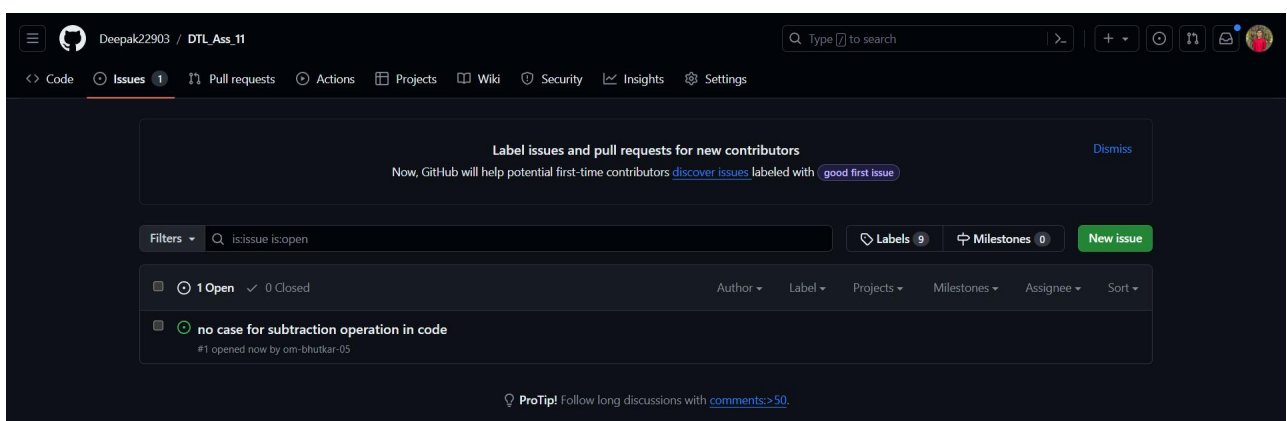 Deepak22903 / DTL_Ass_11
Type / to search
Code Issues 1 Pull requests Actions Projects Wiki Security Insights Settings
Label issues and pull requests for new contributors
Dismiss
Now, GitHub will help potential first-time contributors discover issues labeled with good first issue
Filters is:issue is:open Labels 9 Milestones 0 New issue
1 Open 0 Closed Author Label Projects Milestones Assignee Sort
no case for subtraction operation in code
#1 opened now by om-bhutkar-05
ProTip! Follow long discussions with comments:>50.